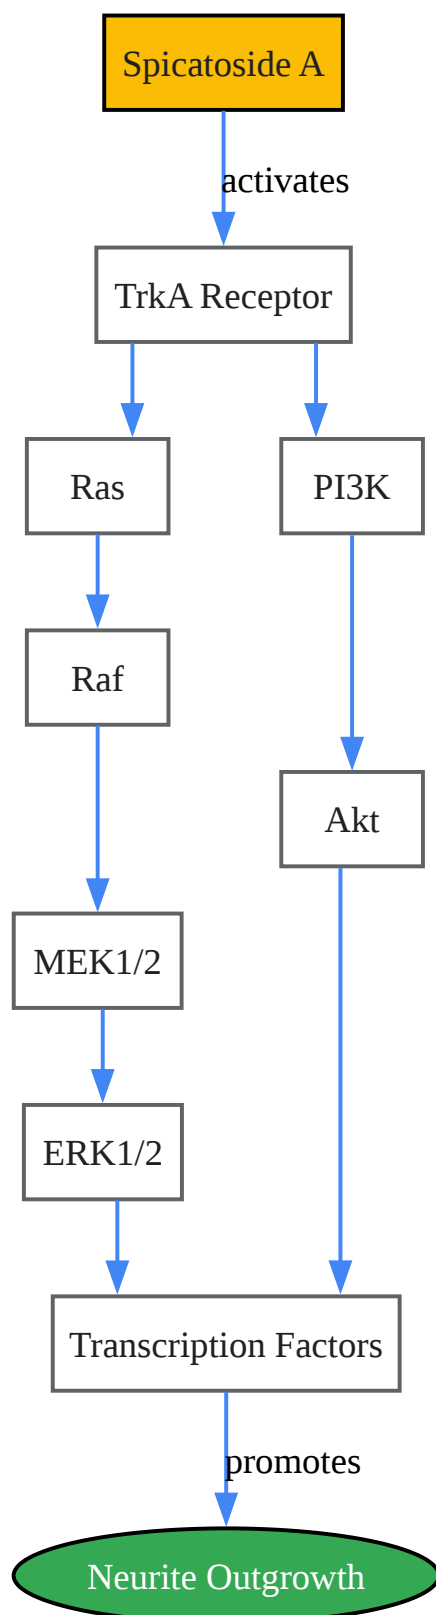 Spicatoside A
activates
TrkA Receptor
Ras
PI3K
Raf
Akt
MEK1/2
ERK1/2
Transcription Factors
promotes
Neurite Outgrowth